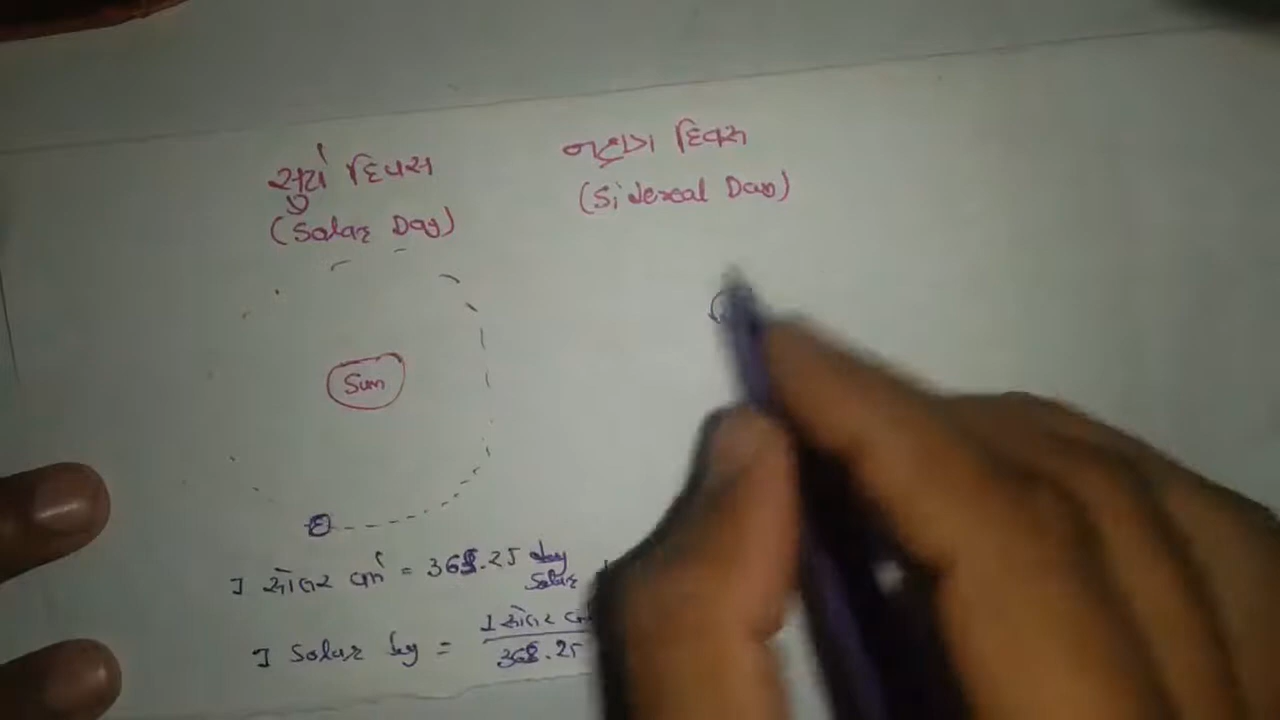 સૂર્ય દિવસ
(Solar Day)
નક્ષત્ર દિવસ
(Sidereal Day)
Sun
E
1 સોલર વર્ષ = 365.25 day
Solar
1 Solar day = 1 સોલર વર્ષ
365.25